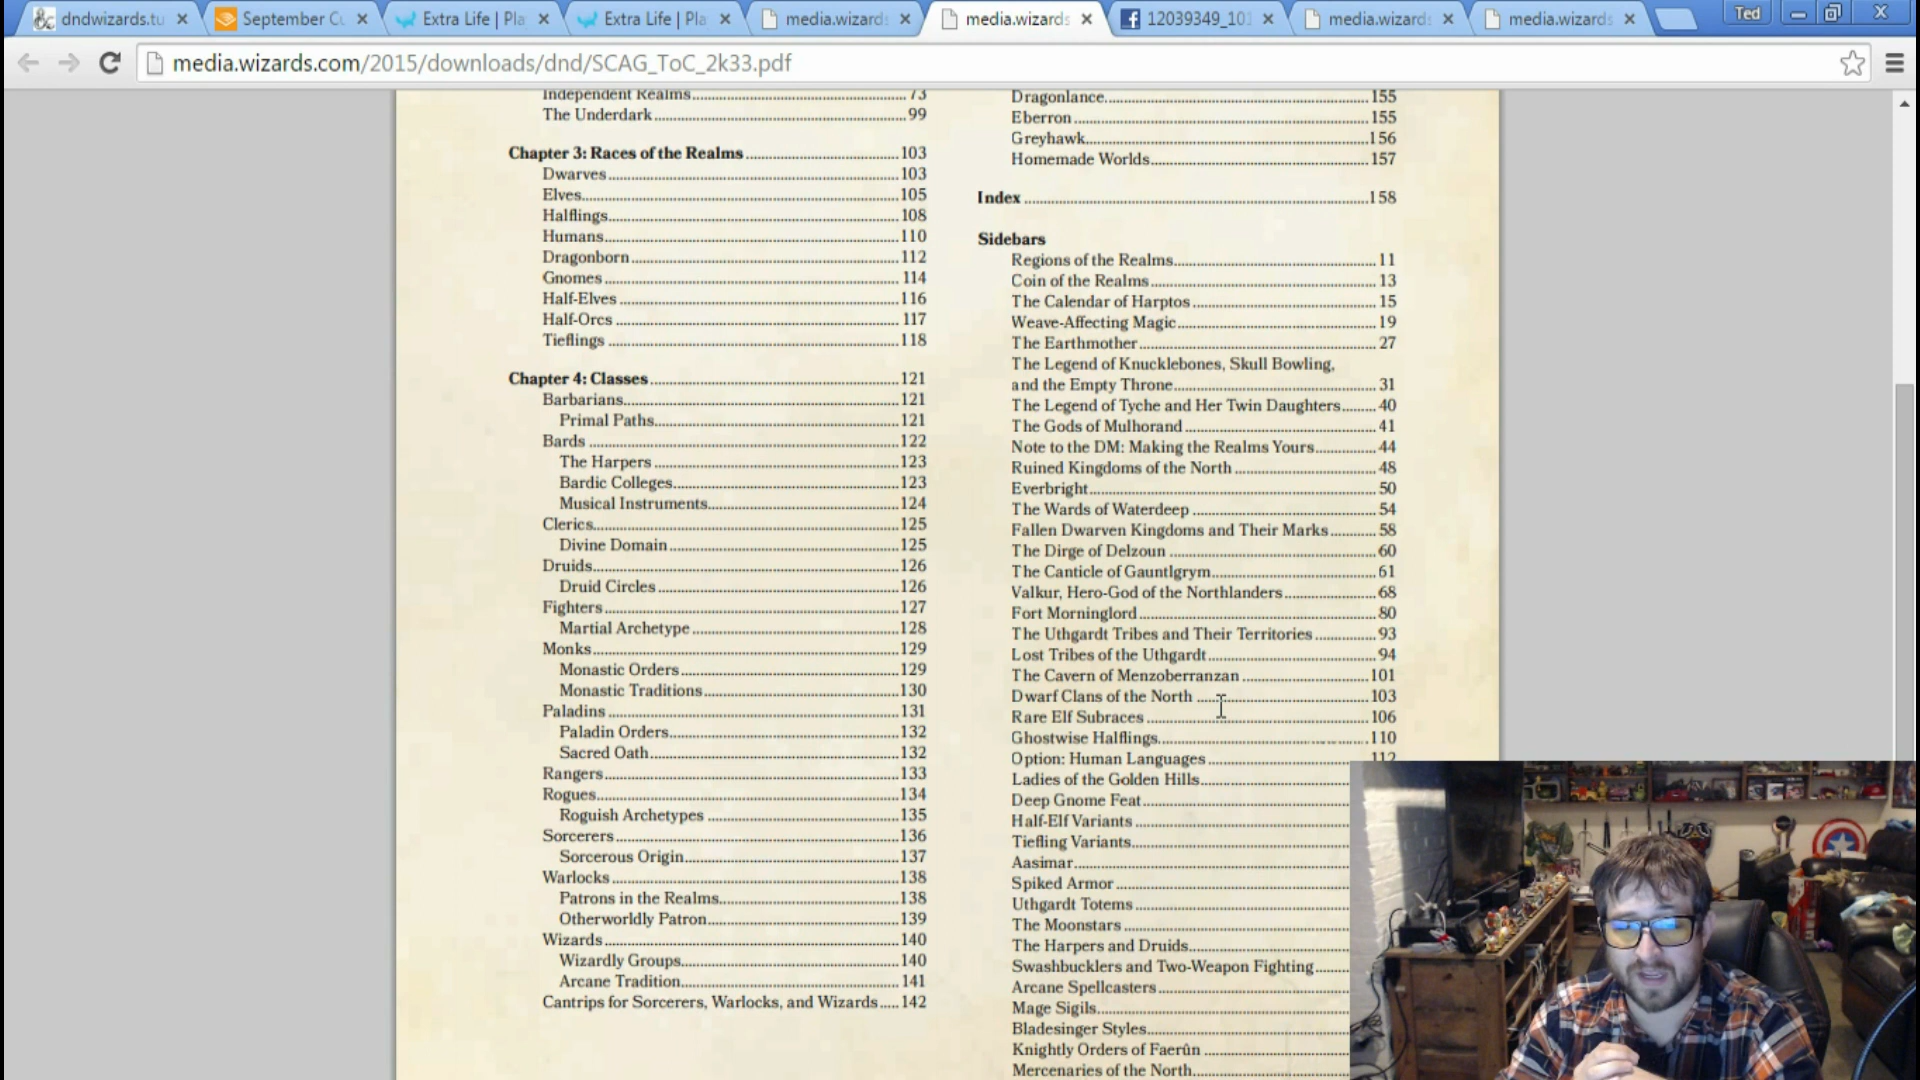 dndwizards.tu
September Cu
Extra Life | Pla
Extra Life | Pla
media.wizards
media.wizards
12039349_101
media.wizards
media.wizards
Ted
media.wizards.com/2015/downloads/dnd/SCAG_ToC_2k33.pdf
Independent Realms 73
The Underdark 99
Chapter 3: Races of the Realms 103
Dwarves 103
Elves 105
Halflings 108
Humans 110
Dragonborn 112
Gnomes 114
Half-Elves 116
Half-Orcs 117
Tieflings 118
Chapter 4: Classes 121
Barbarians 121
Primal Paths 121
Bards 122
The Harpers 123
Bardic Colleges 123
Musical Instruments 124
Clerics 125
Divine Domain 125
Druids 126
Druid Circles 126
Fighters 127
Martial Archetype 128
Monks 129
Monastic Orders 129
Monastic Traditions 130
Paladins 131
Paladin Orders 132
Sacred Oath 132
Rangers 133
Rogues 134
Roguish Archetypes 135
Sorcerers 136
Sorcerous Origin 137
Warlocks 138
Patrons in the Realms 138
Otherworldly Patron 139
Wizards 140
Wizardly Groups 140
Arcane Tradition 141
Cantrips for Sorcerers, Warlocks, and Wizards 142
Dragonlance 155
Eberron 155
Greyhawk 156
Homemade Worlds 157
Index 158
Sidebars
Regions of the Realms 11
Coin of the Realms 13
The Calendar of Harptos 15
Weave-Affecting Magic 19
The Earthmother 27
The Legend of Knucklebones, Skull Bowling,
and the Empty Throne 31
The Legend of Tyche and Her Twin Daughters 40
The Gods of Mulhorand 41
Note to the DM: Making the Realms Yours 44
Ruined Kingdoms of the North 48
Everbright 50
The Wards of Waterdeep 54
Fallen Dwarven Kingdoms and Their Marks 58
The Dirge of Delzoun 60
The Canticle of Gauntlgrym 61
Valkur, Hero-God of the Northlanders 68
Fort Morninglord 80
The Uthgardt Tribes and Their Territories 93
Lost Tribes of the Uthgardt 94
The Cavern of Menzoberranzan 101
Dwarf Clans of the North 103
Rare Elf Subraces 106
Ghostwise Halflings 110
Option: Human Languages 112
Ladies of the Golden Hills
Deep Gnome Feat
Half-Elf Variants
Tiefling Variants
Aasimar
Spiked Armor
Uthgardt Totems
The Moonstars
The Harpers and Druids
Swashbucklers and Two-Weapon Fighting
Arcane Spellcasters
Mage Sigils
Bladesinger Styles
Knightly Orders of Faerûn
Mercenaries of the North